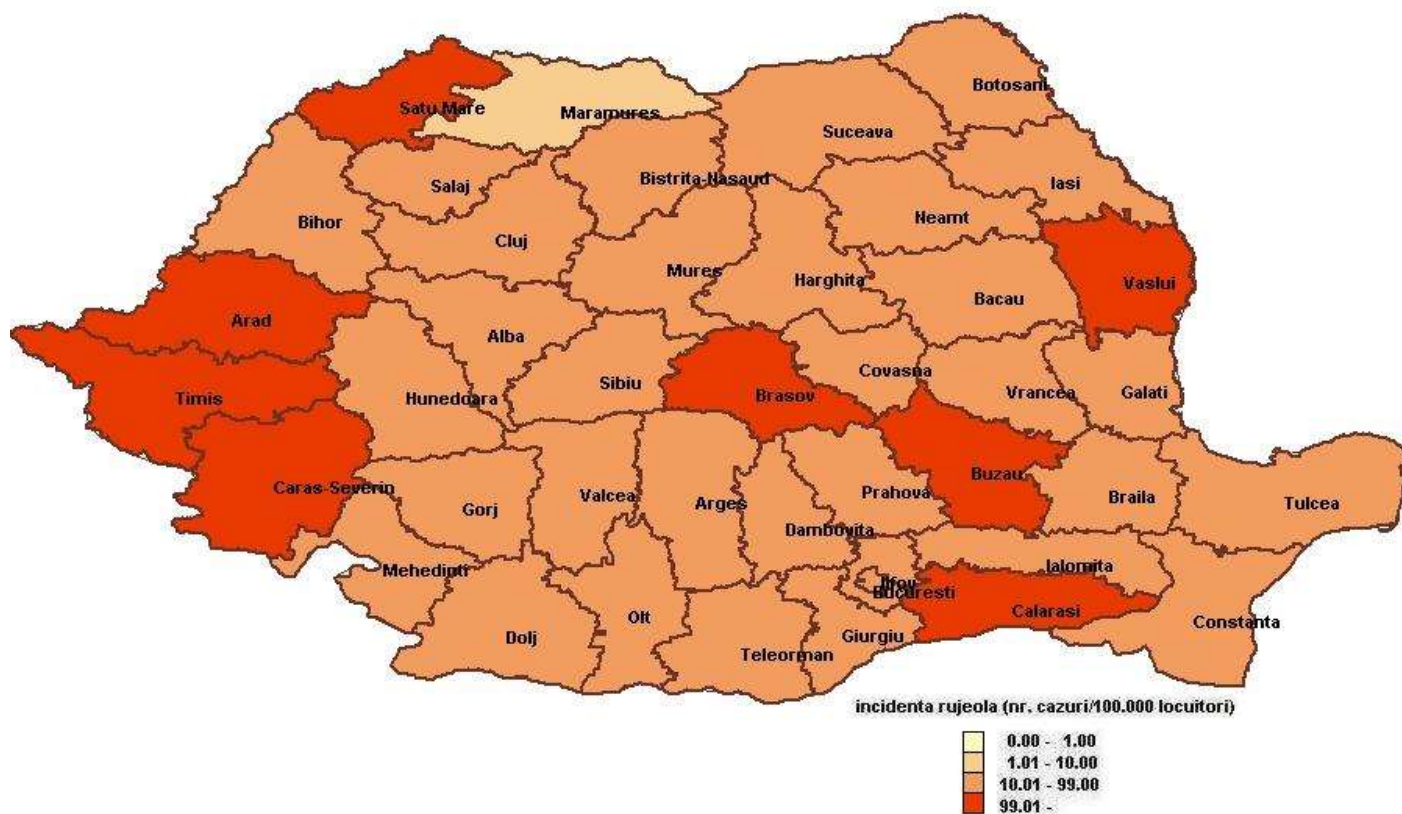 Botosani
Satu Mare
Maramures
Suceava
Bistrita-Nasaud
Salaj
Iasi
Bihor
Neamt
Cluj
Mures
Harghita
Vaslui
Bacau
Arad
Alba
Covasna
Sibiu
Timis
Hunedoara
Brasov
Vrancea
Galati
Buzau
Caras-Severin
Valcea
Prahova
Braila
Arges
Tulcea
Gorj
Dambovita
Ialomita
Mehedinti
Ilfov
Bucuresti
Calarasi
Olt
Constanta
Dolj
Giurgiu
Teleorman
incidenta rujeola (nr. cazuri/100.000 locuitori)
0.00 - 1.00
1.01 - 10.00
10.01 - 99.00
99.01 -